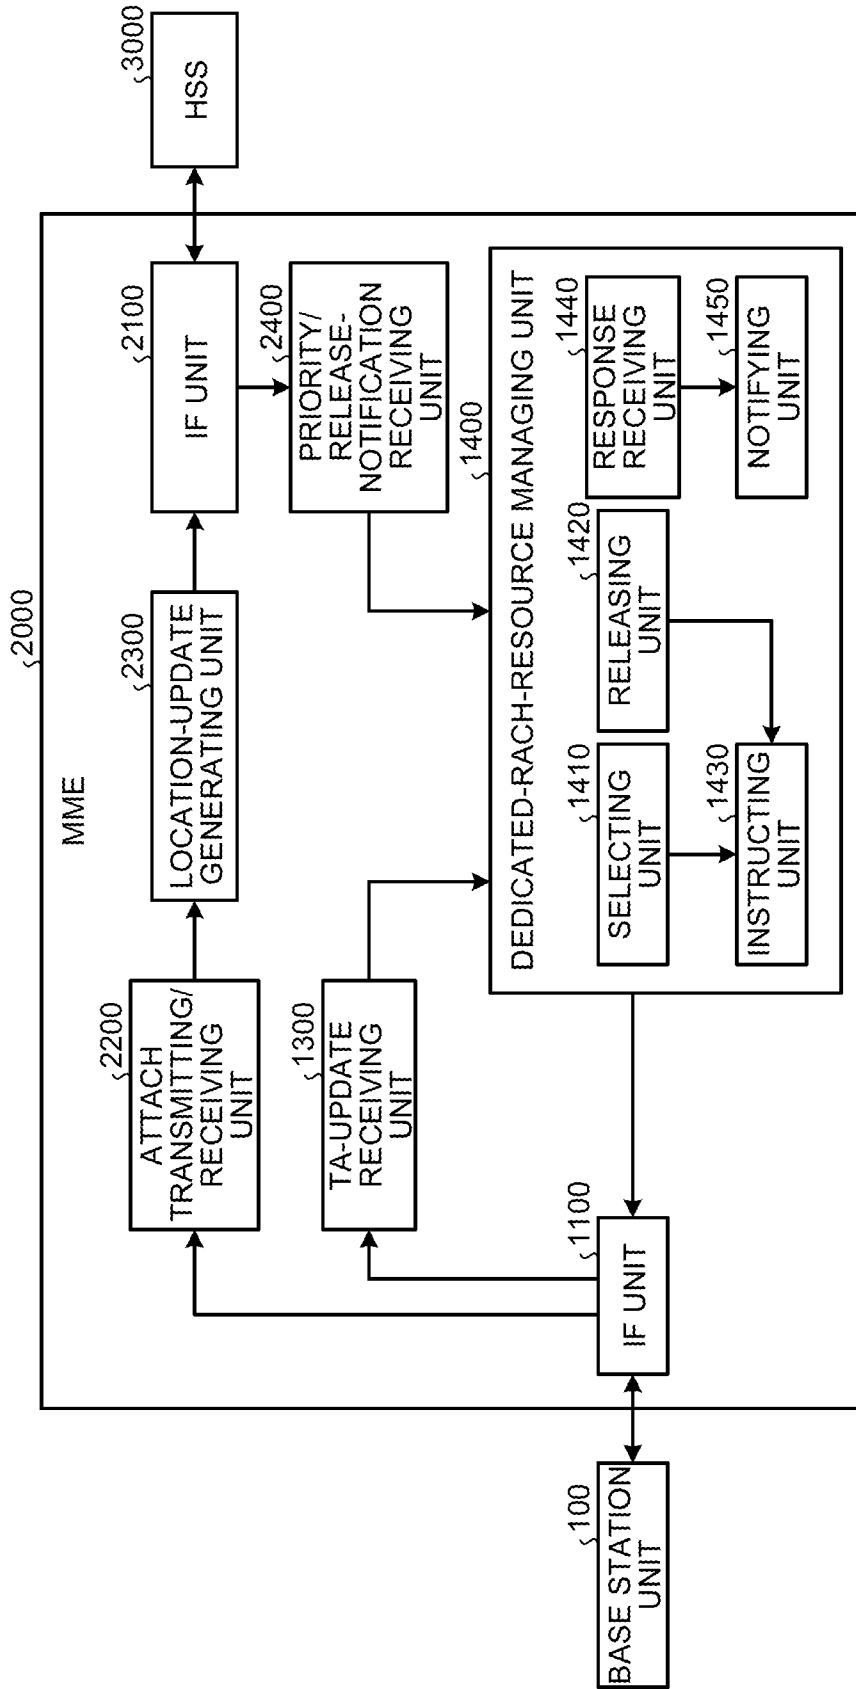 2000
MME
100
BASE STATION
UNIT
1100
IF UNIT
2200
ATTACH
TRANSMITTING/
RECEIVING
UNIT
1300
TA-UPDATE
RECEIVING
UNIT
2300
LOCATION-UPDATE
GENERATING UNIT
2100
IF UNIT
3000
HSS
2400
PRIORITY/
RELEASE-
NOTIFICATION
RECEIVING
UNIT
1400
DEDICATED-RACH-RESOURCE MANAGING UNIT
1410
SELECTING
UNIT
1420
RELEASING
UNIT
1440
RESPONSE
RECEIVING
UNIT
1430
INSTRUCTING
UNIT
1450
NOTIFYING
UNIT